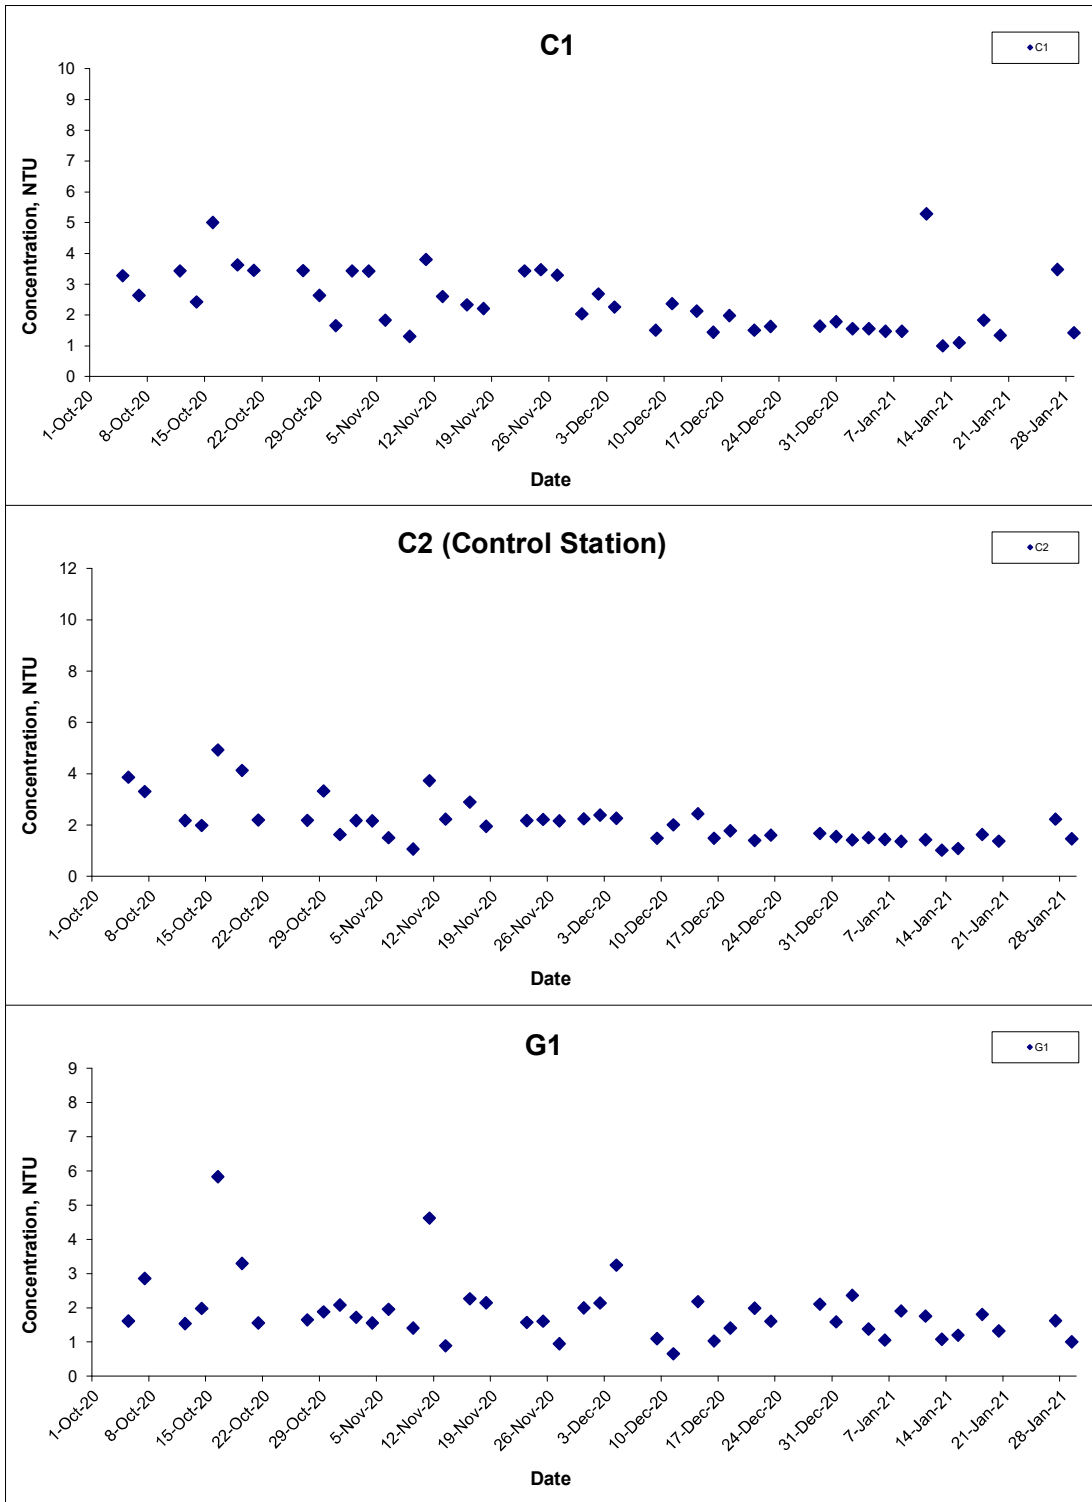 C1
C1
10
9
8
7
6
5
4
3
2
1
0
Concentration, NTU
1-Oct-20
8-Oct-20
15-Oct-20
22-Oct-20
29-Oct-20
5-Nov-20
12-Nov-20
19-Nov-20
26-Nov-20
3-Dec-20
10-Dec-20
17-Dec-20
24-Dec-20
31-Dec-20
7-Jan-21
14-Jan-21
21-Jan-21
28-Jan-21
Date
C2 (Control Station)
C2
12
10
8
6
4
2
0
Concentration, NTU
1-Oct-20
8-Oct-20
15-Oct-20
22-Oct-20
29-Oct-20
5-Nov-20
12-Nov-20
19-Nov-20
26-Nov-20
3-Dec-20
10-Dec-20
17-Dec-20
24-Dec-20
31-Dec-20
7-Jan-21
14-Jan-21
21-Jan-21
28-Jan-21
Date
G1
G1
9
8
7
6
5
4
3
2
1
0
Concentration, NTU
1-Oct-20
8-Oct-20
15-Oct-20
22-Oct-20
29-Oct-20
5-Nov-20
12-Nov-20
19-Nov-20
26-Nov-20
3-Dec-20
10-Dec-20
17-Dec-20
24-Dec-20
31-Dec-20
7-Jan-21
14-Jan-21
21-Jan-21
28-Jan-21
Date